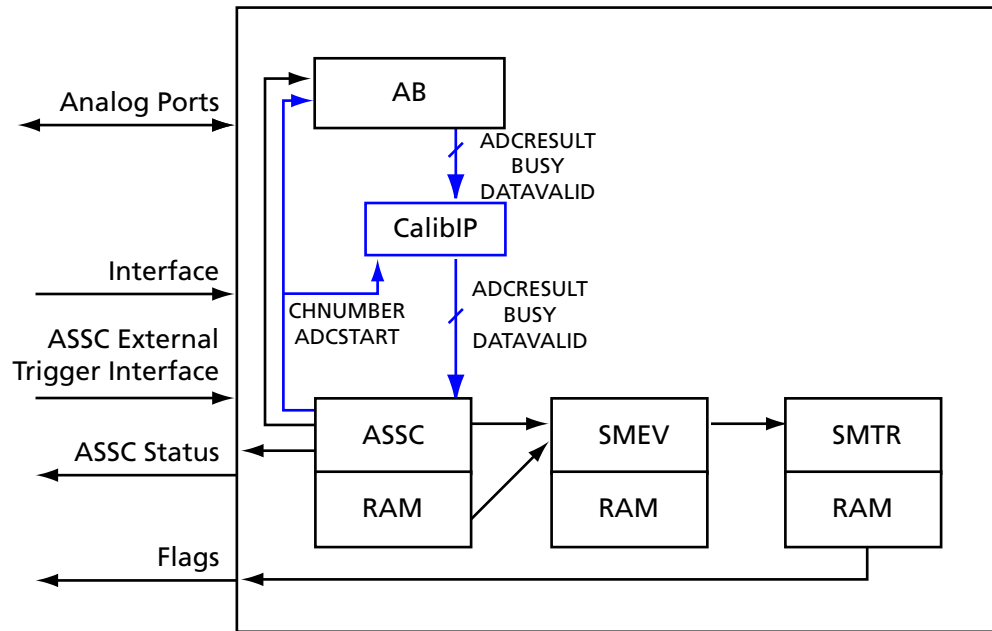 AB
Analog Ports
ADCRESULT
BUSY
DATAVALID
CalibIP
Interface
CHNUMBER
ADCSTART
ADCRESULT
BUSY
DATAVALID
ASSC External
Trigger Interface
ASSC
SMEV
SMTR
ASSC Status
RAM
RAM
RAM
Flags